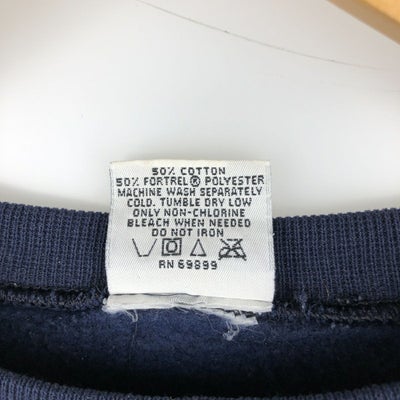 50% COTTON
50% FORTREL® POLYESTER
MACHINE WASH SEPARATELY
COLD. TUMBLE DRY LOW
ONLY NON-CHLORINE
BLEACH WHEN NEEDED
DO NOT IRON
RN 69899